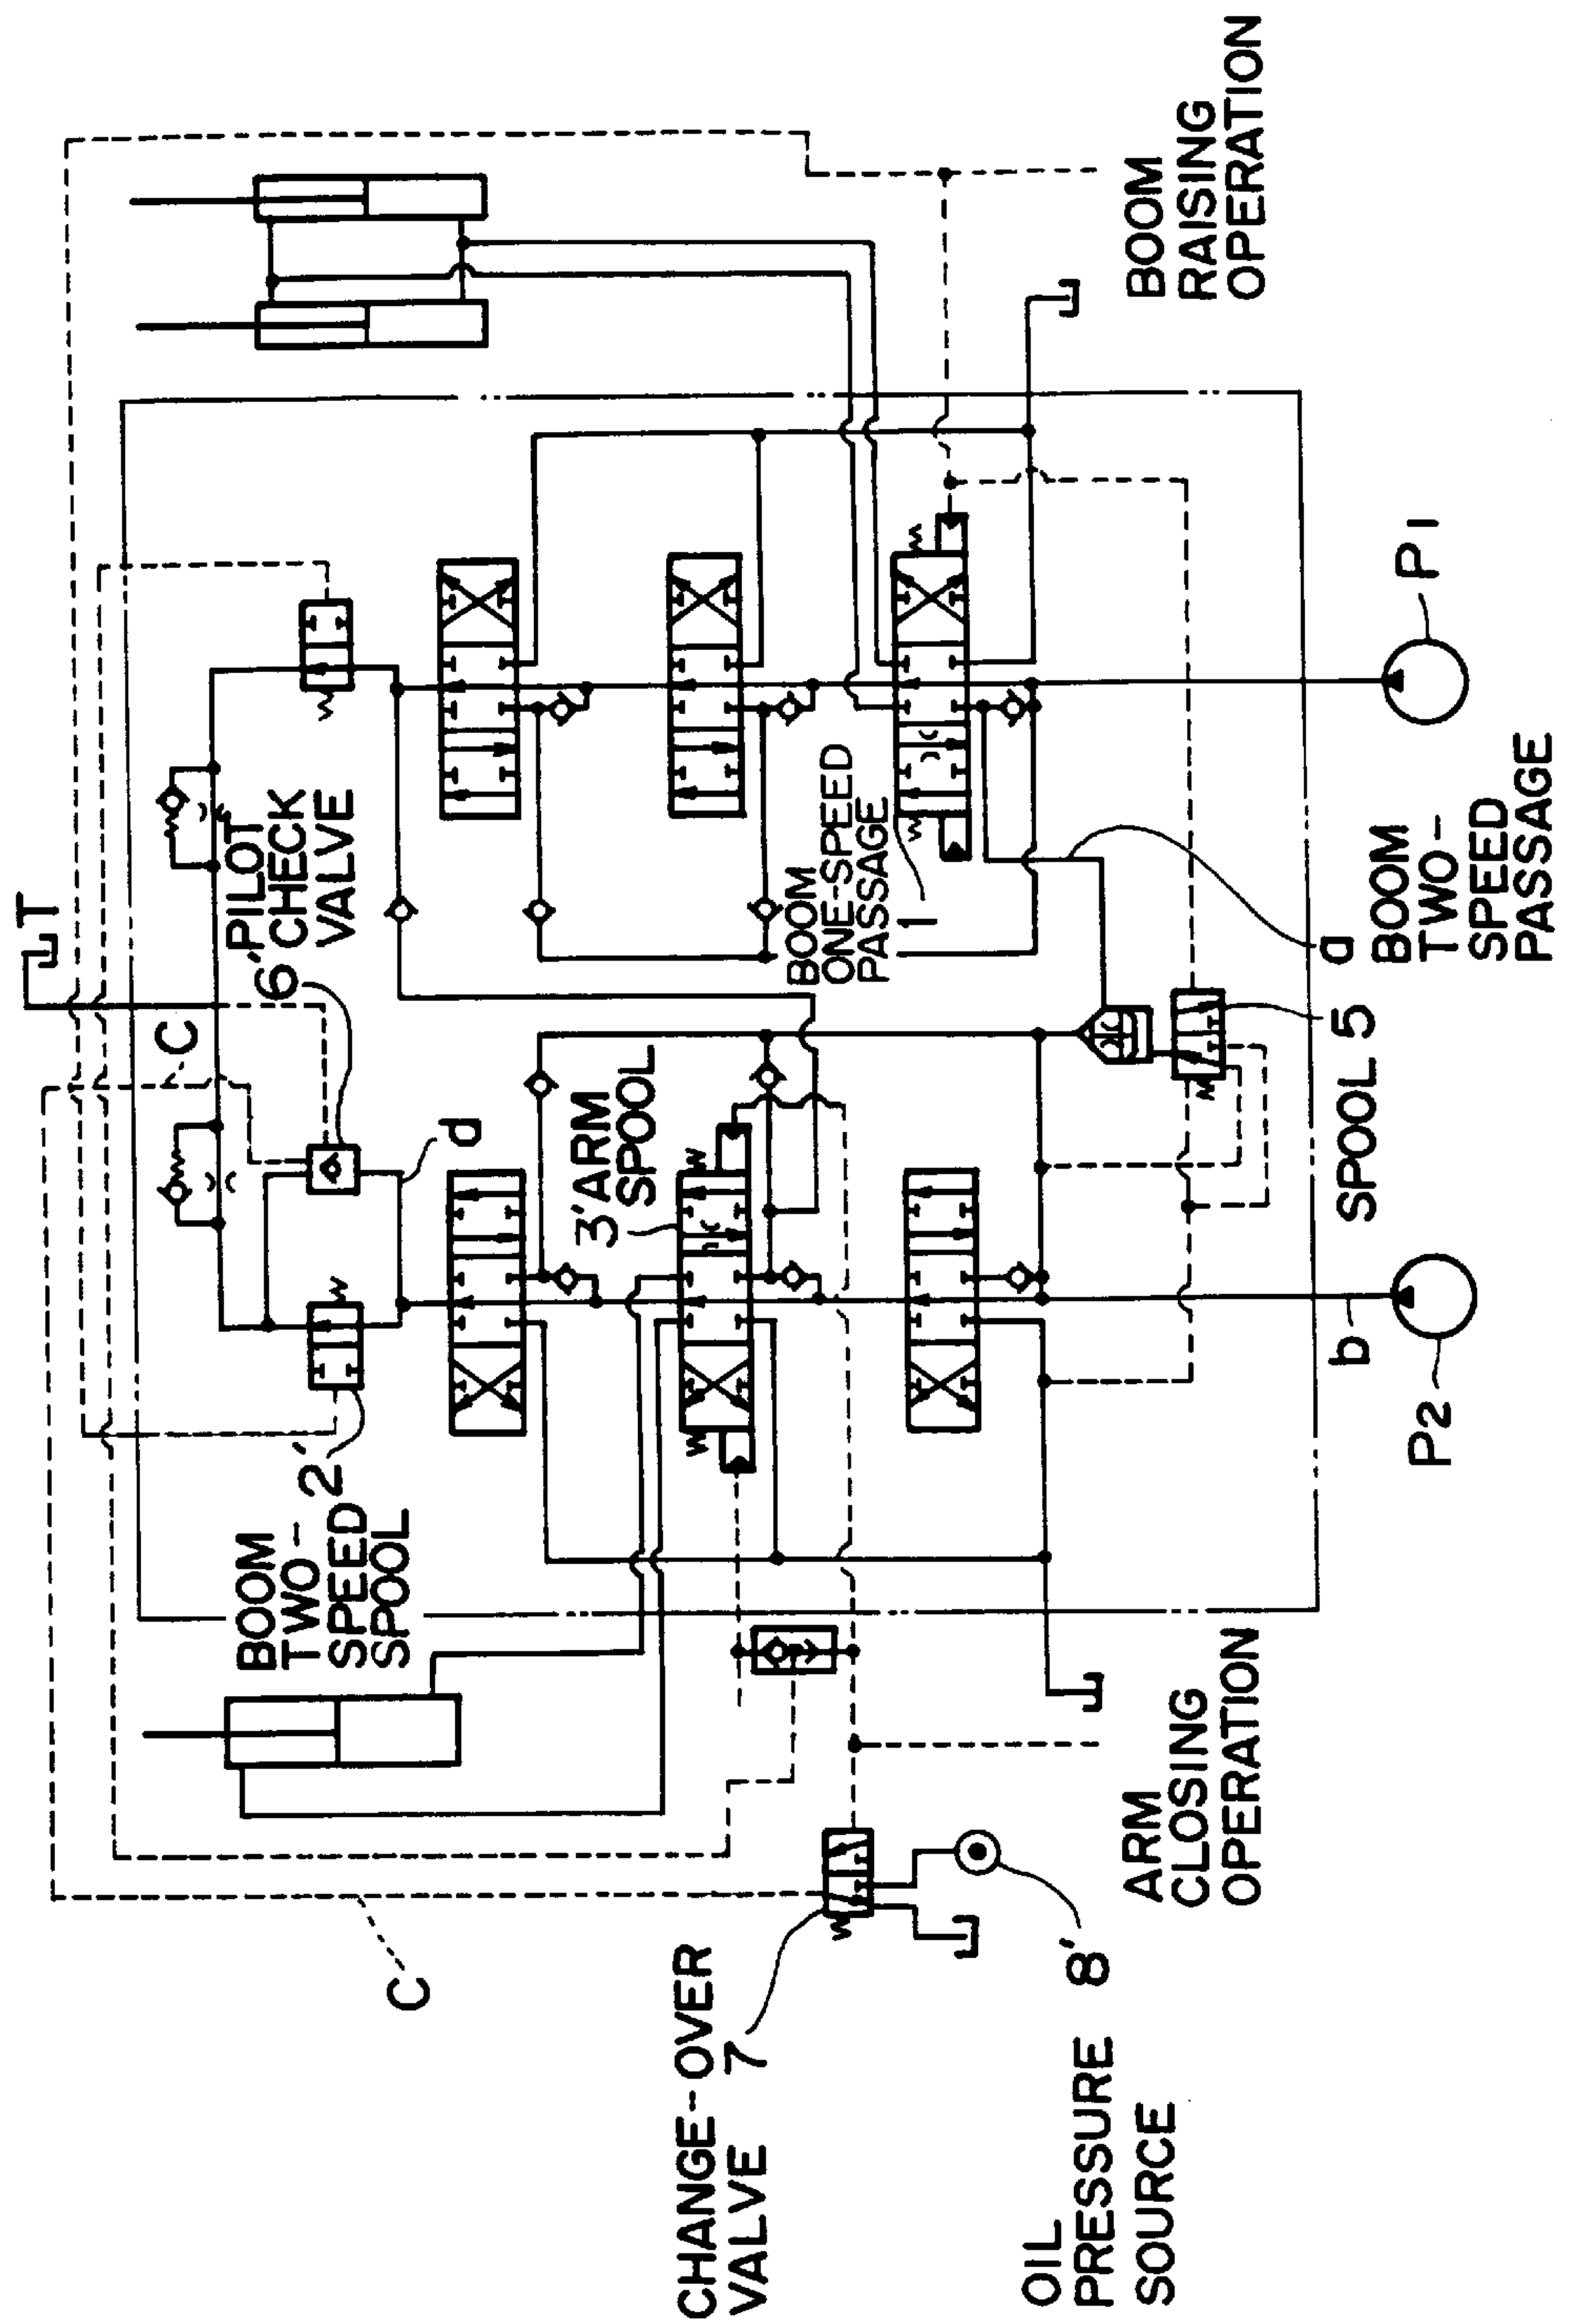 T
C
6' PILOT
CHECK
VALVE
d
BOOM
TWO- 2'
SPEED
SPOOL
3' ARM
SPOOL
BOOM
ONE-SPEED
PASSAGE
1
BOOM
RAISING
OPERATION
P1
a
BOOM
TWO-
SPEED
PASSAGE
SPOOL 5
b
P2
ARM
CLOSING
OPERATION
C
CHANGE-OVER
VALVE 7
OIL
PRESSURE 8'
SOURCE